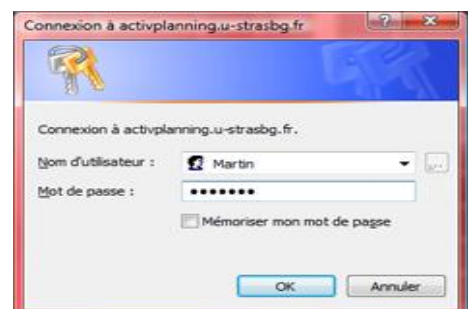 Connexion à activplanning.u-strasbg.fr
Connexion à activplanning.u-strasbg.fr.
Nom d'utilisateur : Martin
Mot de passe : •••••••
Mémoriser mon mot de passe
OK Annuler